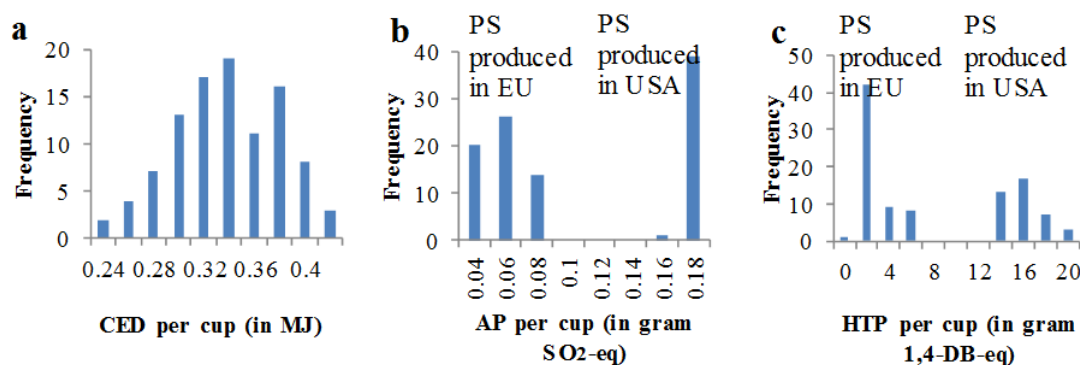 a
20
15
10
5
0
Frequency
0.24 0.28 0.32 0.36 0.4
CED per cup (in MJ)
b
PS produced in EU
PS produced in USA
40
30
20
10
0
Frequency
0.04 0.06 0.08 0.1 0.12 0.14 0.16 0.18
AP per cup (in gram
SO2-eq)
c
PS produced in EU
PS produced in USA
50
40
30
20
10
0
Frequency
0 4 8 12 16 20
HTP per cup (in gram
1,4-DB-eq)